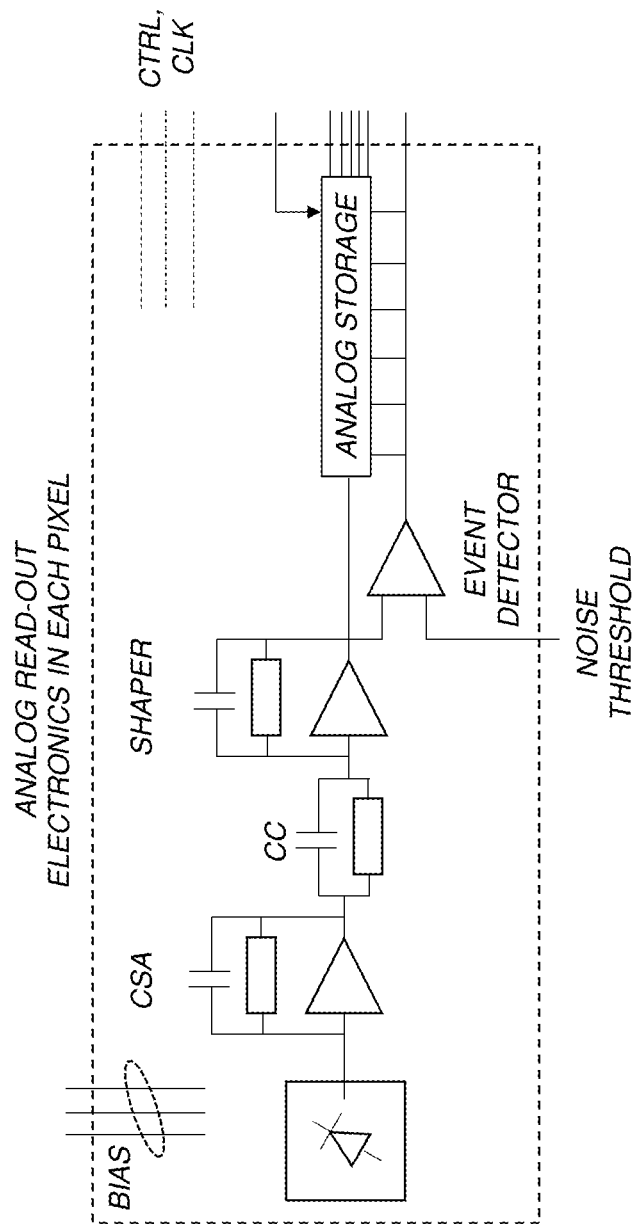 ANALOG READ-OUT
ELECTRONICS IN EACH PIXEL
BIAS
CSA
CC
SHAPER
CTRL,
CLK
ANALOG STORAGE
EVENT
DETECTOR
NOISE
THRESHOLD